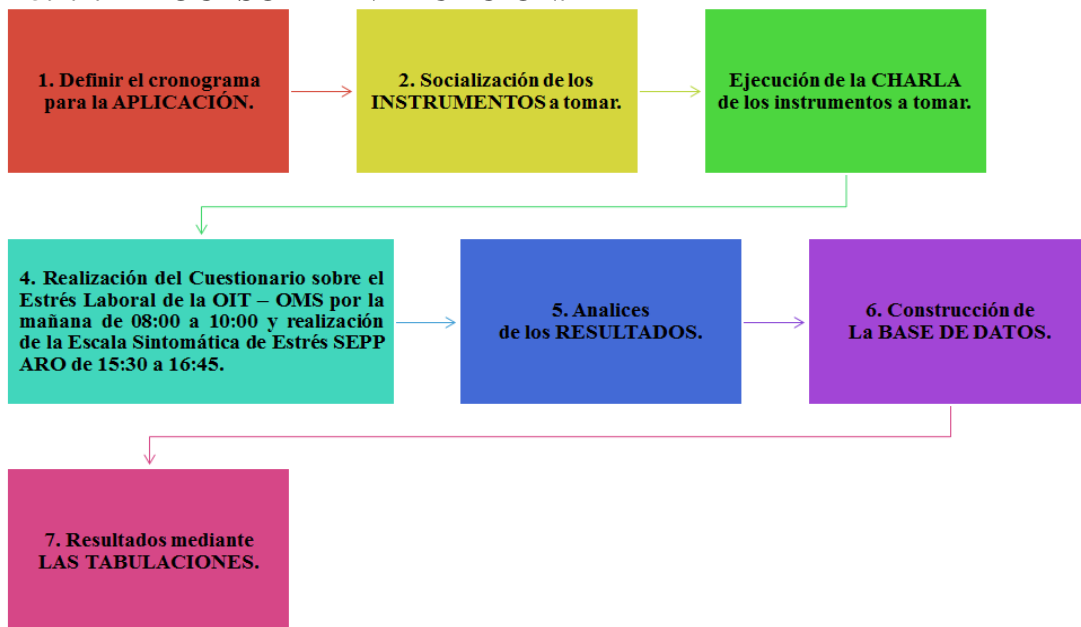 1. Definir el cronograma
para la APLICACIÓN.
2. Socialización de los
INSTRUMENTOS a tomar.
Ejecución de la CHARLA
de los instrumentos a tomar.
4. Realización del Cuestionario sobre el
Estrés Laboral de la OIT – OMS por la
mañana de 08:00 a 10:00 y realización
de la Escala Sintomática de Estrés SEPP
ARO de 15:30 a 16:45.
5. Analices
de los RESULTADOS.
6. Construcción de
La BASE DE DATOS.
7. Resultados mediante
LAS TABULACIONES.